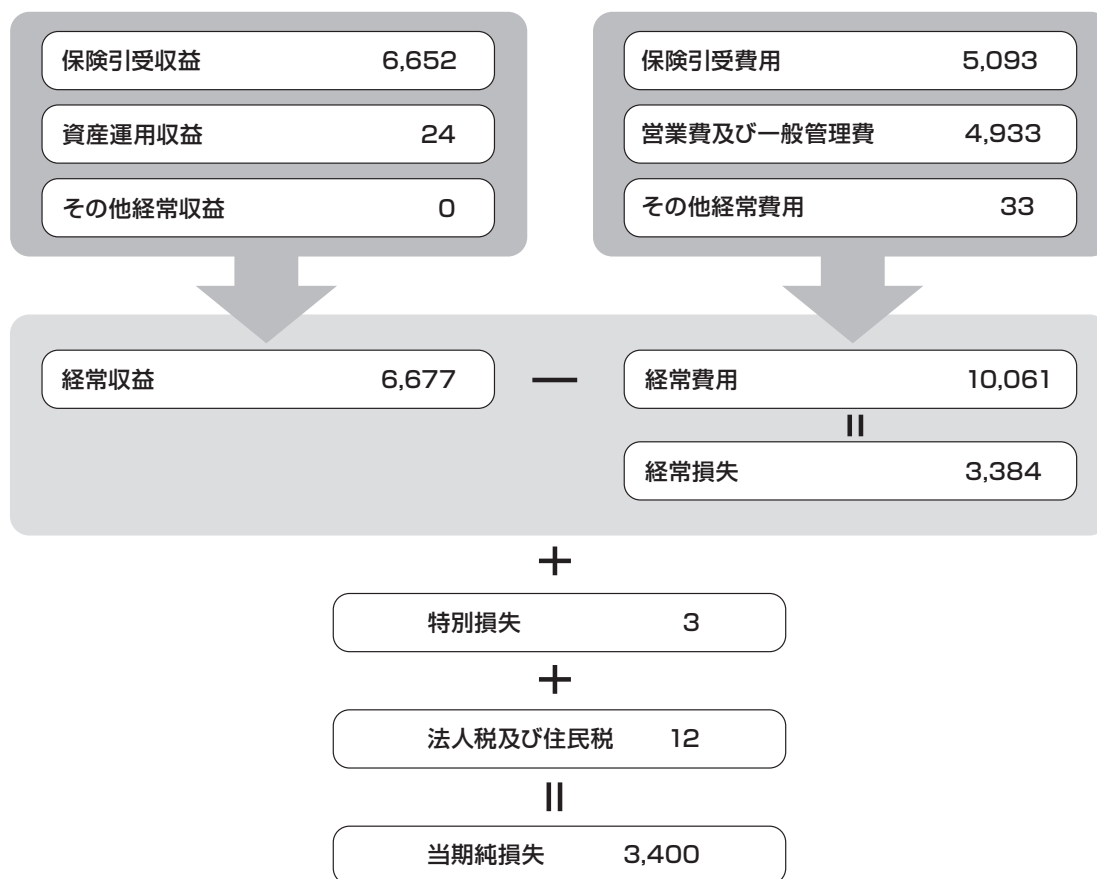 保険引受収益 6,652
資産運用収益 24
その他経常収益 0
保険引受費用 5,093
営業費及び一般管理費 4,933
その他経常費用 33
経常収益 6,677
－
経常費用 10,061
＝
経常損失 3,384
＋
特別損失 3
＋
法人税及び住民税 12
＝
当期純損失 3,400